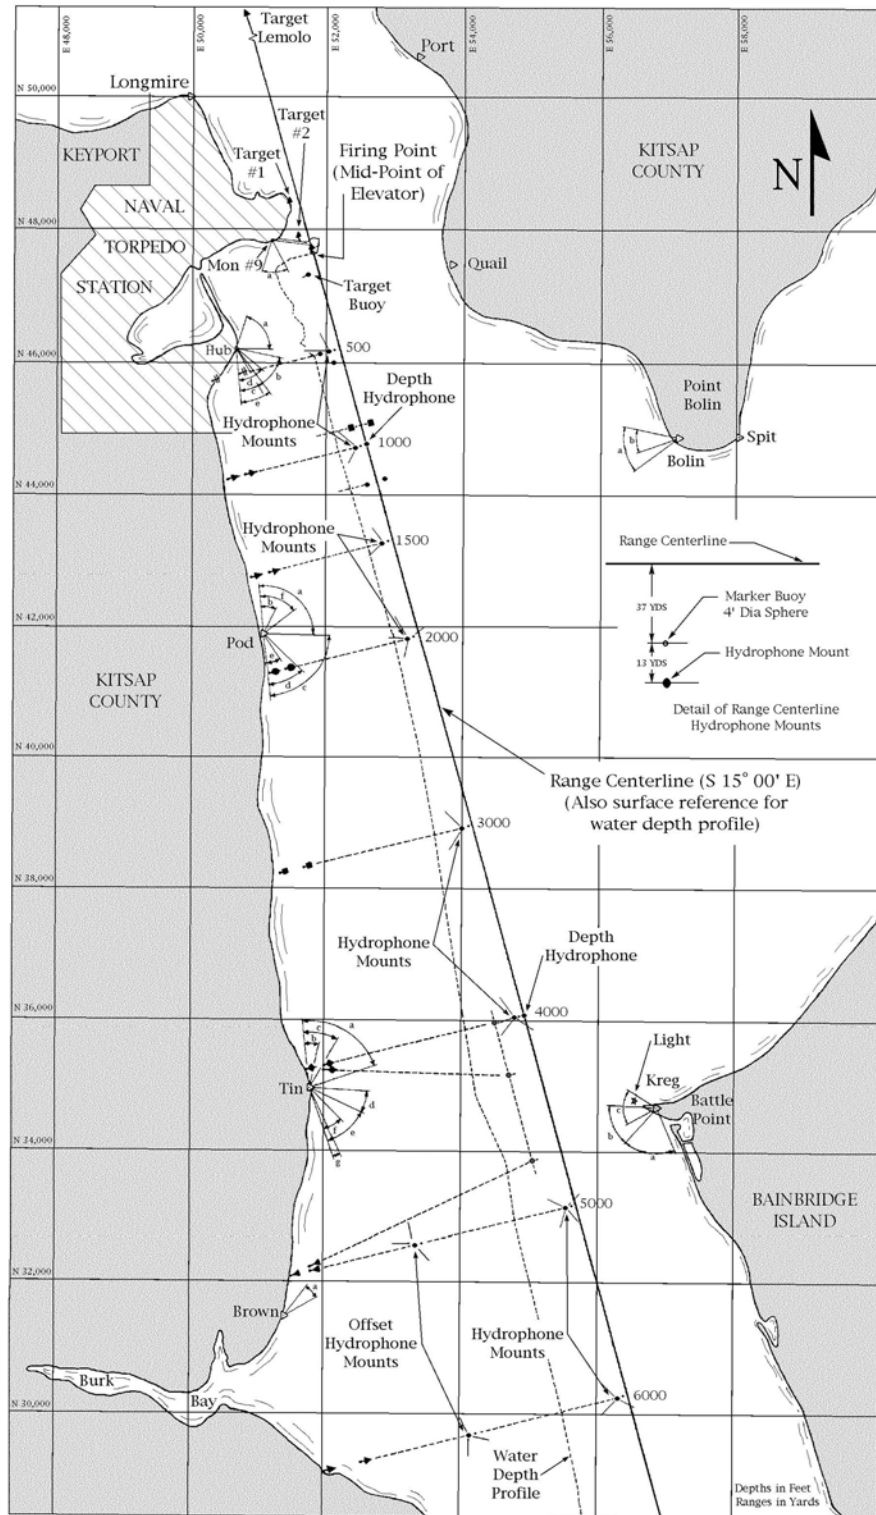 E 48,000
E 50,000
E 52,000
E 54,000
E 56,000
E 58,000
Target
Lemolo
Port
Longmire
N 50,000
Target
#2
KEYPORT
Target
#1
Firing Point
(Mid-Point of
Elevator)
KITSAP
COUNTY
N
NAVAL
N 48,000
TORPEDO
Mon #9
a
Quail
STATION
Target
Buoy
a
Hub
500
N 46,000
a
d
b
c
e
Depth
Hydrophone
Point
Bolin
Hydrophone
Mounts
1000
b
a
Bolin
Spit
N 44,000
Hydrophone
Mounts
1500
Range Centerline
f
a
b
37 YDS
Marker Buoy
4' Dia Sphere
N 42,000
Pod
2000
e
13 YDS
Hydrophone Mount
d
c
KITSAP
COUNTY
Detail of Range Centerline
Hydrophone Mounts
N 40,000
Range Centerline (S 15° 00' E)
(Also surface reference for
water depth profile)
3000
N 38,000
Hydrophone
Mounts
Depth
Hydrophone
N 36,000
4000
a
c
b
Light
Kreg
Tin
Battle
Point
c
d
b
f
e
a
N 34,000
g
5000
BAINBRIDGE
ISLAND
N 32,000
a
Brown
Offset
Hydrophone
Mounts
Hydrophone
Mounts
Burk
Bay
6000
N 30,000
Water
Depth
Profile
Depths in Feet
Ranges in Yards